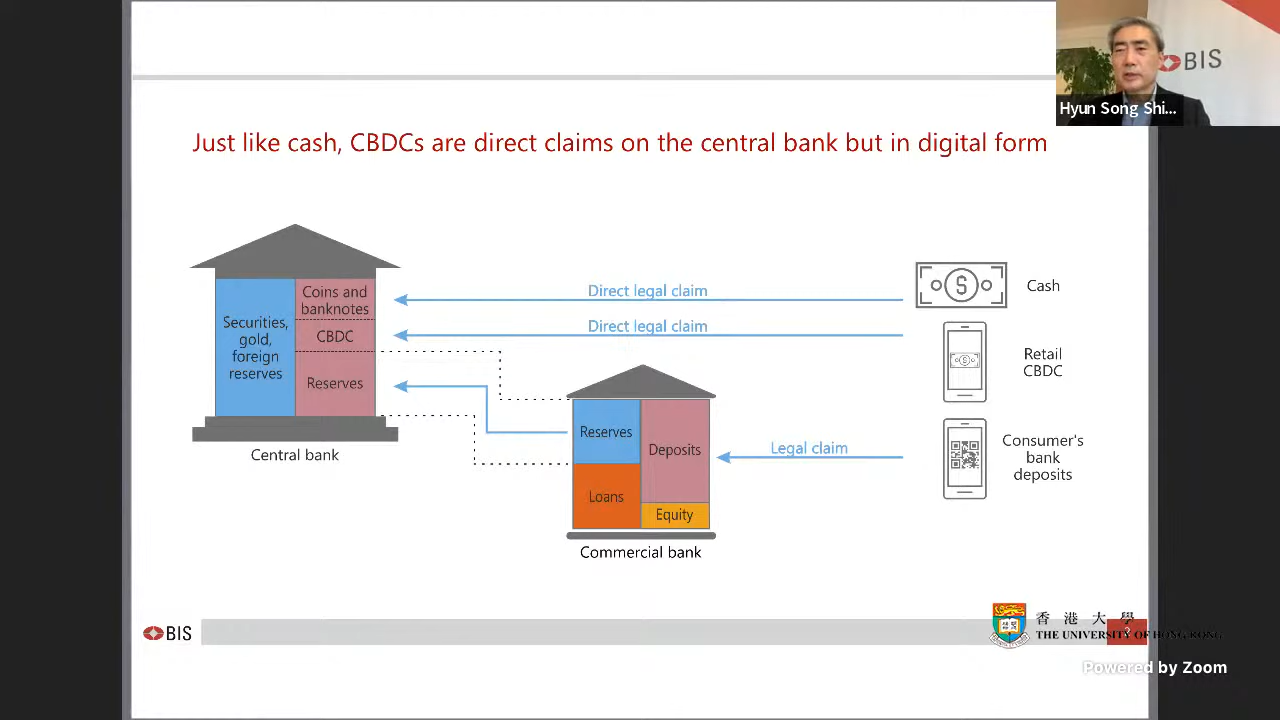 BIS
Hyun Song Shi...
Just like cash, CBDCs are direct claims on the central bank but in digital form
Securities,
gold,
foreign
reserves
Coins and
banknotes
CBDC
Reserves
Central bank
Direct legal claim
Direct legal claim
Cash
Retail
CBDC
Reserves
Deposits
Loans
Equity
Commercial bank
Legal claim
Consumer's
bank
deposits
BIS
香港大學
THE UNIVERSITY OF HONG KONG
Powered by Zoom